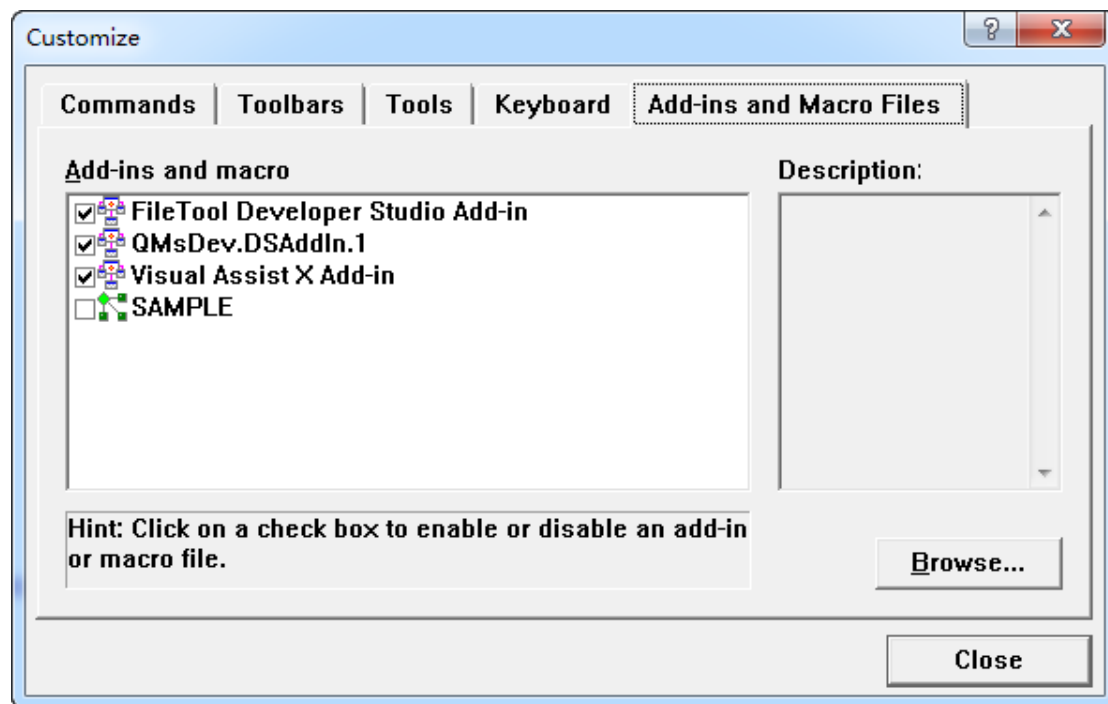 Customize
Commands
Toolbars
Tools
Keyboard
Add-ins and Macro Files
Add-ins and macro
Description:
FileTool Developer Studio Add-in
QMsDev.DSAddIn.1
Visual Assist X Add-in
SAMPLE
Hint: Click on a check box to enable or disable an add-in
or macro file.
Browse...
Close